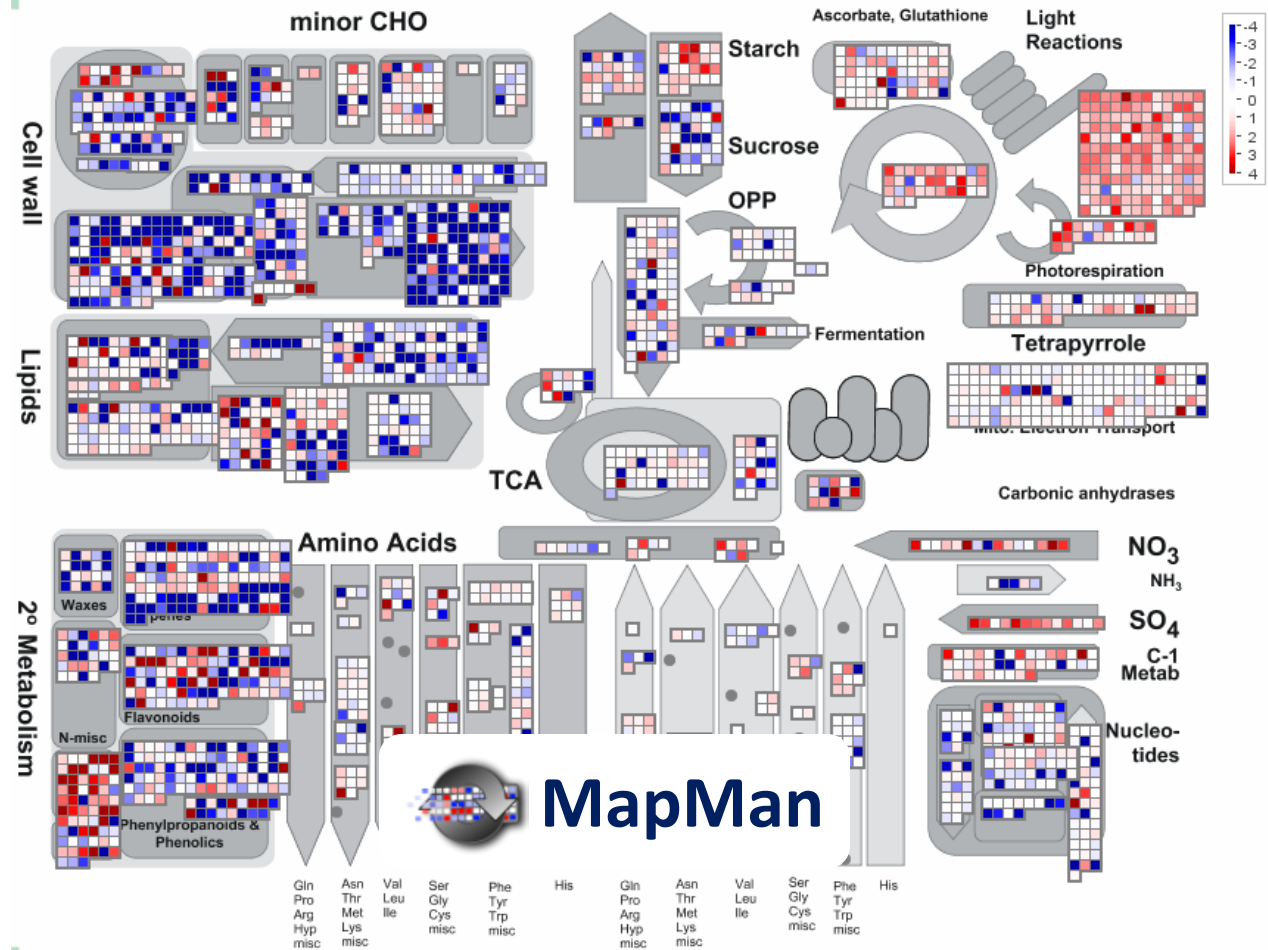 minor CHO
Ascorbate, Glutathione
Light
Reactions
Starch
Sucrose
OPP
-4
-3
-2
-1
0
1
2
3
4
Cell wall
Photorespiration
Fermentation
Tetrapyrrole
Lipids
Mito. Electron Transport
TCA
Carbonic anhydrases
Amino Acids
NO3
NH3
SO4
C-1
Metab
Waxes
2º Metabolism
Flavonoids
N-misc
Nucleo-
tides
MapMan
Phenylpropanoids &
Phenolics
Gln
Pro
Arg
Hyp
misc
Asn
Thr
Met
Lys
misc
Val
Leu
Ile
Ser
Gly
Cys
misc
Phe
Tyr
Trp
misc
His
Gln
Pro
Arg
Hyp
misc
Asn
Thr
Met
Lys
misc
Val
Leu
Ile
Ser
Gly
Cys
misc
Phe
Tyr
Trp
misc
His